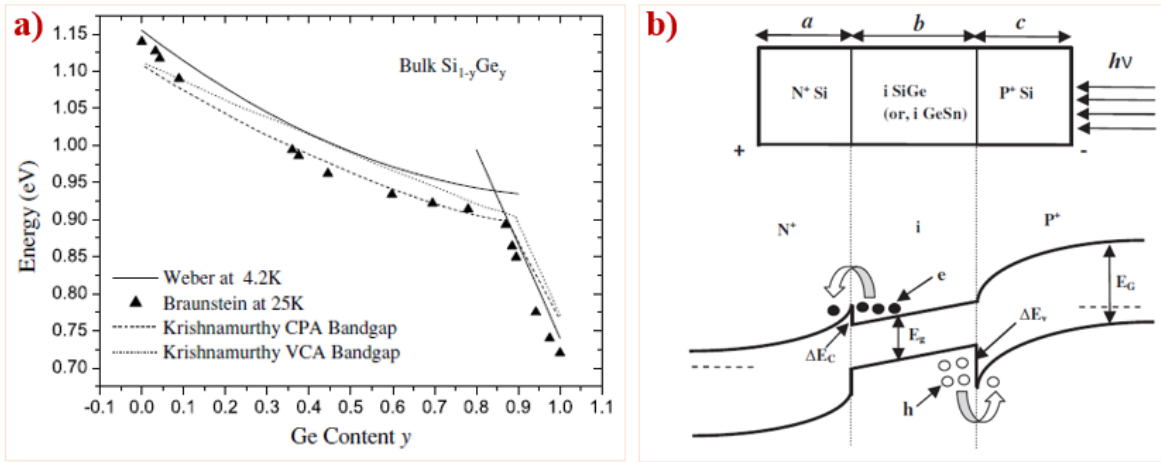 a)
1.15
1.10
1.05
1.00
0.95
0.90
0.85
0.80
0.75
0.70
Energy (eV)
Bulk Si1-yGey
Weber at 4.2K
Braunstein at 25K
Krishnamurthy CPA Bandgap
Krishnamurthy VCA Bandgap
-0.1 0.0 0.1 0.2 0.3 0.4 0.5 0.6 0.7 0.8 0.9 1.0 1.1
Ge Content y
b)
a b c
hν
N+ Si
i SiGe
(or, i GeSn)
P+ Si
+ -
N+ i P+
e
EG
ΔEC
Eg
ΔEv
h